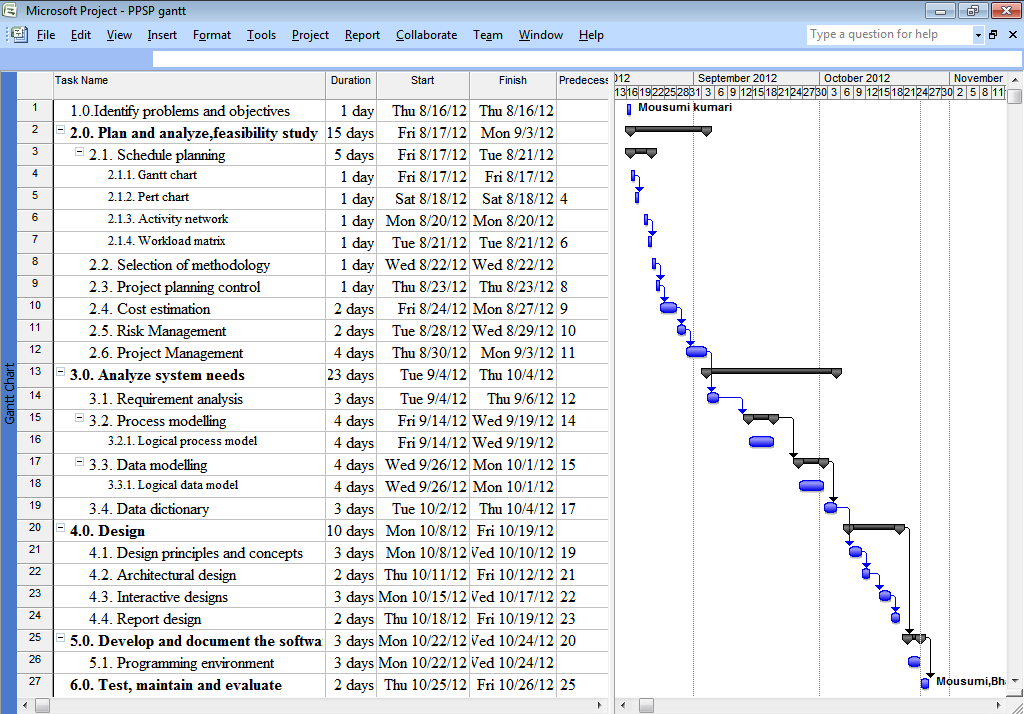 Microsoft Project - PPSP gantt
File Edit View Insert Format Tools Project Report Collaborate Team Window Help Type a question for help
Task Name Duration Start Finish Predecess
012 September 2012 October 2012 November
13 16 19 22 25 28 31 3 6 9 12 15 18 21 24 27 30 3 6 9 12 15 18 21 24 27 30 2 5 8 11
Gantt Chart
1 1.0.Identify problems and objectives 1 day Thu 8/16/12 Thu 8/16/12 Mousumi kumari
2 2.0. Plan and analyze,feasibility study 15 days Fri 8/17/12 Mon 9/3/12
3 2.1. Schedule planning 5 days Fri 8/17/12 Tue 8/21/12
4 2.1.1. Gantt chart 1 day Fri 8/17/12 Fri 8/17/12
5 2.1.2. Pert chart 1 day Sat 8/18/12 Sat 8/18/12 4
6 2.1.3. Activity network 1 day Mon 8/20/12 Mon 8/20/12
7 2.1.4. Workload matrix 1 day Tue 8/21/12 Tue 8/21/12 6
8 2.2. Selection of methodology 1 day Wed 8/22/12 Wed 8/22/12
9 2.3. Project planning control 1 day Thu 8/23/12 Thu 8/23/12 8
10 2.4. Cost estimation 2 days Fri 8/24/12 Mon 8/27/12 9
11 2.5. Risk Management 2 days Tue 8/28/12 Wed 8/29/12 10
12 2.6. Project Management 4 days Thu 8/30/12 Mon 9/3/12 11
13 3.0. Analyze system needs 23 days Tue 9/4/12 Thu 10/4/12
14 3.1. Requirement analysis 3 days Tue 9/4/12 Thu 9/6/12 12
15 3.2. Process modelling 4 days Fri 9/14/12 Wed 9/19/12 14
16 3.2.1. Logical process model 4 days Fri 9/14/12 Wed 9/19/12
17 3.3. Data modelling 4 days Wed 9/26/12 Mon 10/1/12 15
18 3.3.1. Logical data model 4 days Wed 9/26/12 Mon 10/1/12
19 3.4. Data dictionary 3 days Tue 10/2/12 Thu 10/4/12 17
20 4.0. Design 10 days Mon 10/8/12 Fri 10/19/12
21 4.1. Design principles and concepts 3 days Mon 10/8/12 Ved 10/10/12 19
22 4.2. Architectural design 2 days Thu 10/11/12 Fri 10/12/12 21
23 4.3. Interactive designs 3 days Mon 10/15/12 Ved 10/17/12 22
24 4.4. Report design 2 days Thu 10/18/12 Fri 10/19/12 23
25 5.0. Develop and document the softwa 3 days Mon 10/22/12 Ved 10/24/12 20
26 5.1. Programming environment 3 days Mon 10/22/12 Ved 10/24/12
27 6.0. Test, maintain and evaluate 2 days Thu 10/25/12 Fri 10/26/12 25 Mousumi,Bh